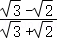 (√3 − √2)/(√3 + √2)